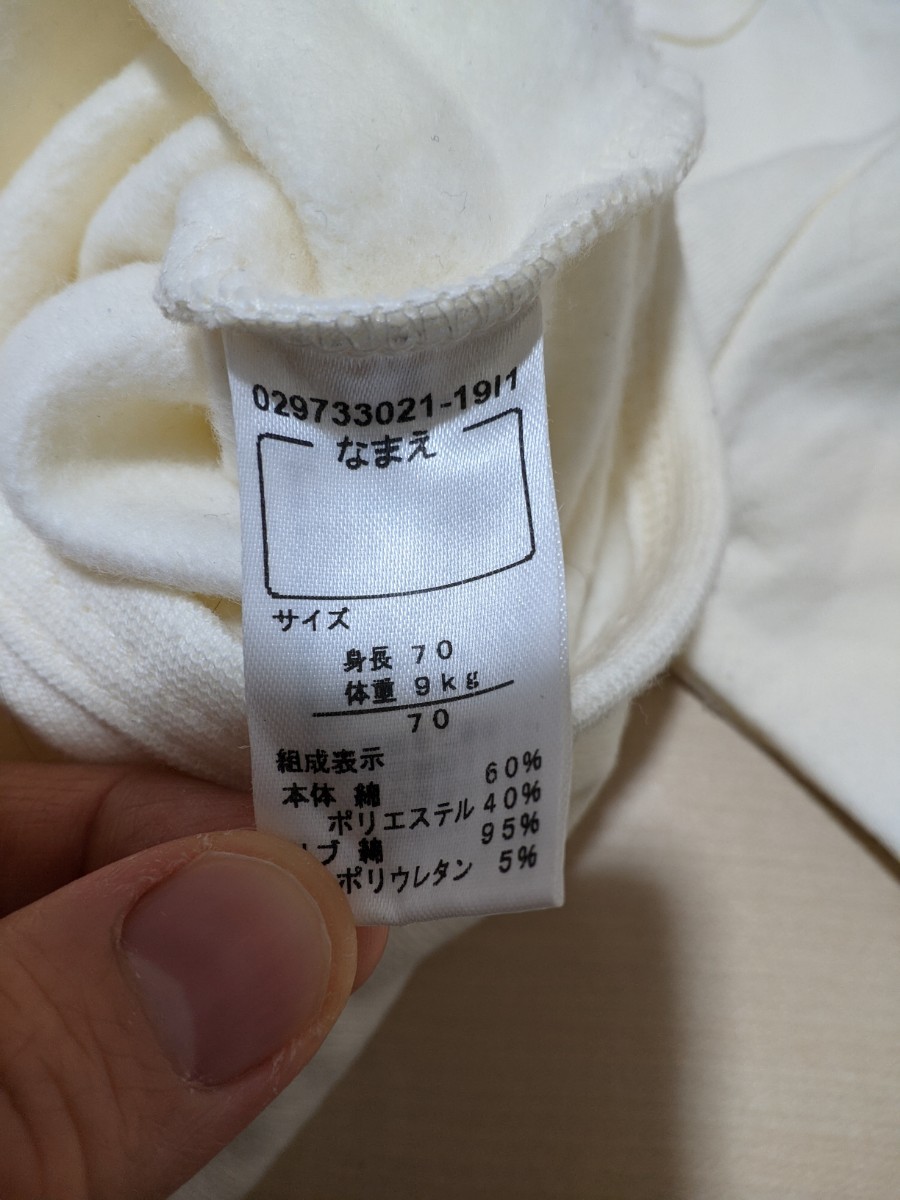 029733021-19I1
なまえ
サイズ
身長 70
体重 9kg
70
組成表示
本体 綿 60%
ポリエステル 40%
ブ 綿 95%
ポリウレタン 5%